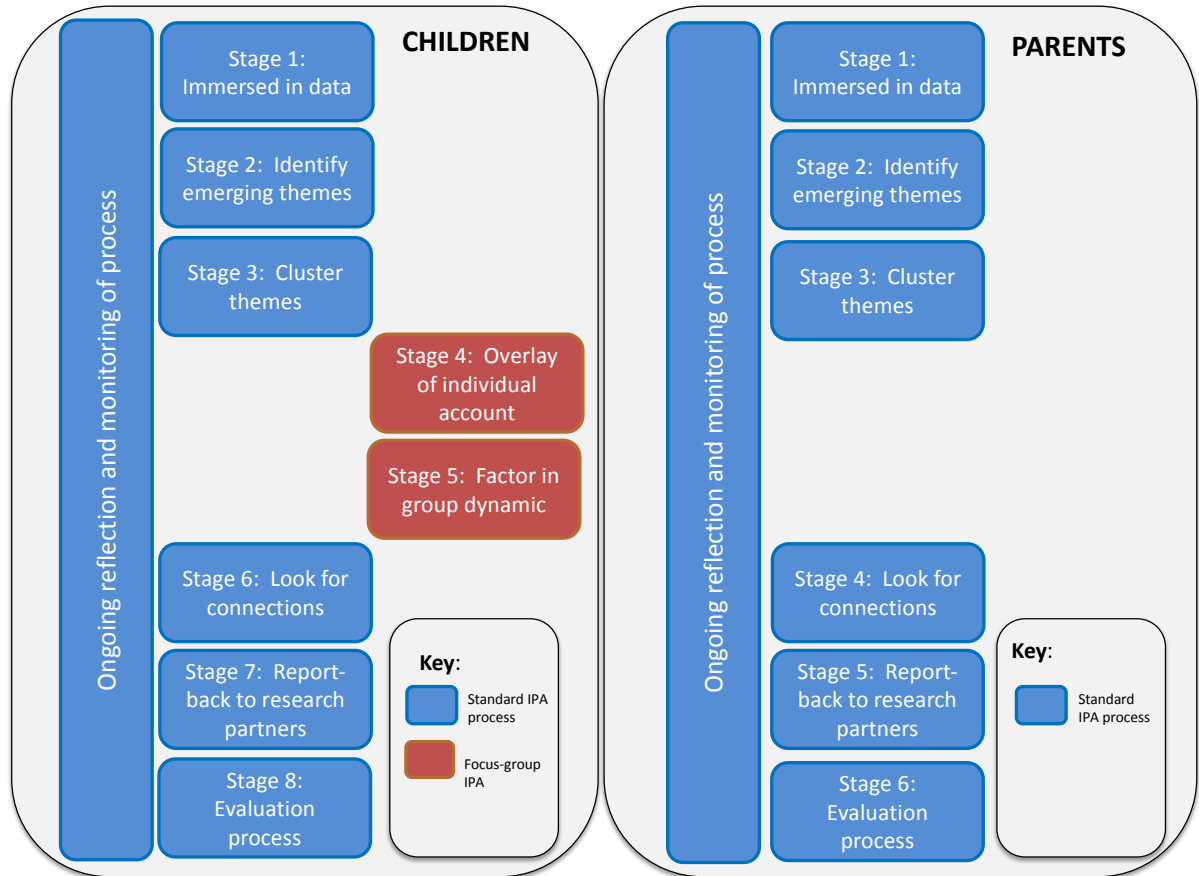 CHILDREN
Ongoing reflection and monitoring of process
Stage 1:
Immersed in data
Stage 2:  Identify
emerging themes
Stage 3:  Cluster
themes
Stage 4:  Overlay
of individual
account
Stage 5:  Factor in
group dynamic
Stage 6:  Look for
connections
Stage 7:  Report-
back to research
partners
Stage 8:
Evaluation
process
Key:
Standard IPA
process
Focus-group
IPA
PARENTS
Ongoing reflection and monitoring of process
Stage 1:
Immersed in data
Stage 2:  Identify
emerging themes
Stage 3:  Cluster
themes
Stage 4:  Look for
connections
Stage 5:  Report-
back to research
partners
Stage 6:
Evaluation
process
Key:
Standard
IPA process